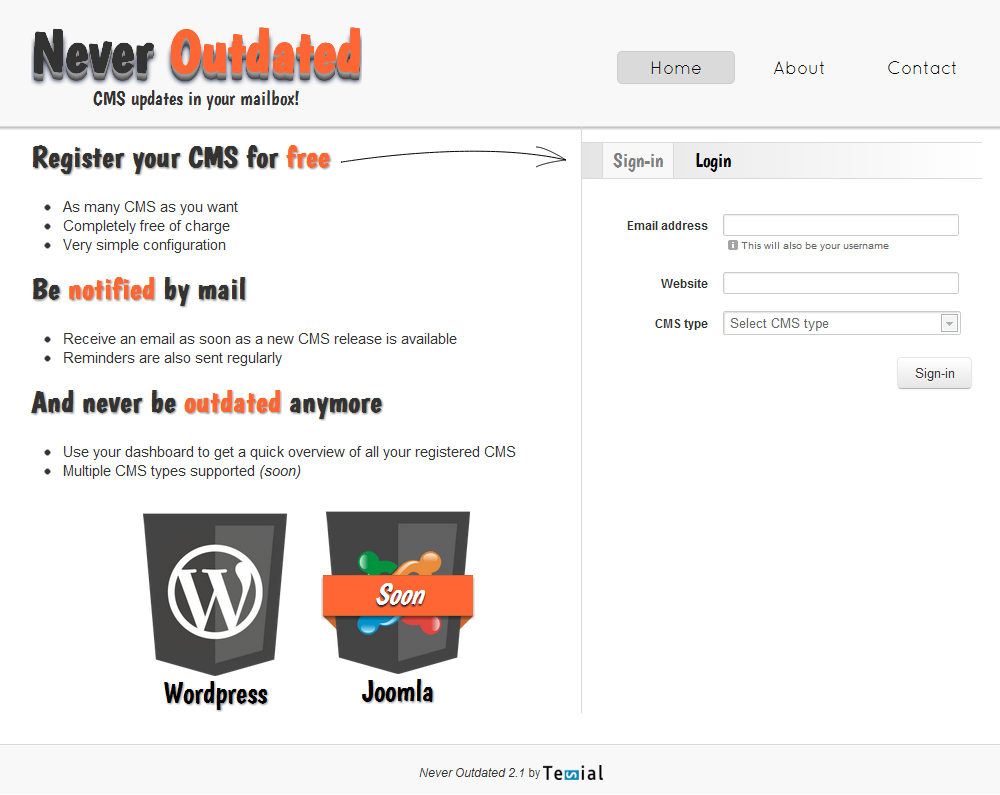 Never Outdated
CMS updates in your mailbox!
Home
About
Contact
Register your CMS for free
As many CMS as you want
Completely free of charge
Very simple configuration
Be notified by mail
Receive an email as soon as a new CMS release is available
Reminders are also sent regularly
And never be outdated anymore
Use your dashboard to get a quick overview of all your registered CMS
Multiple CMS types supported (soon)
W
Soon
Wordpress
Joomla
Sign-in
Login
Email address
This will also be your username
Website
CMS type
Select CMS type
Sign-in
Never Outdated 2.1 by Tesial